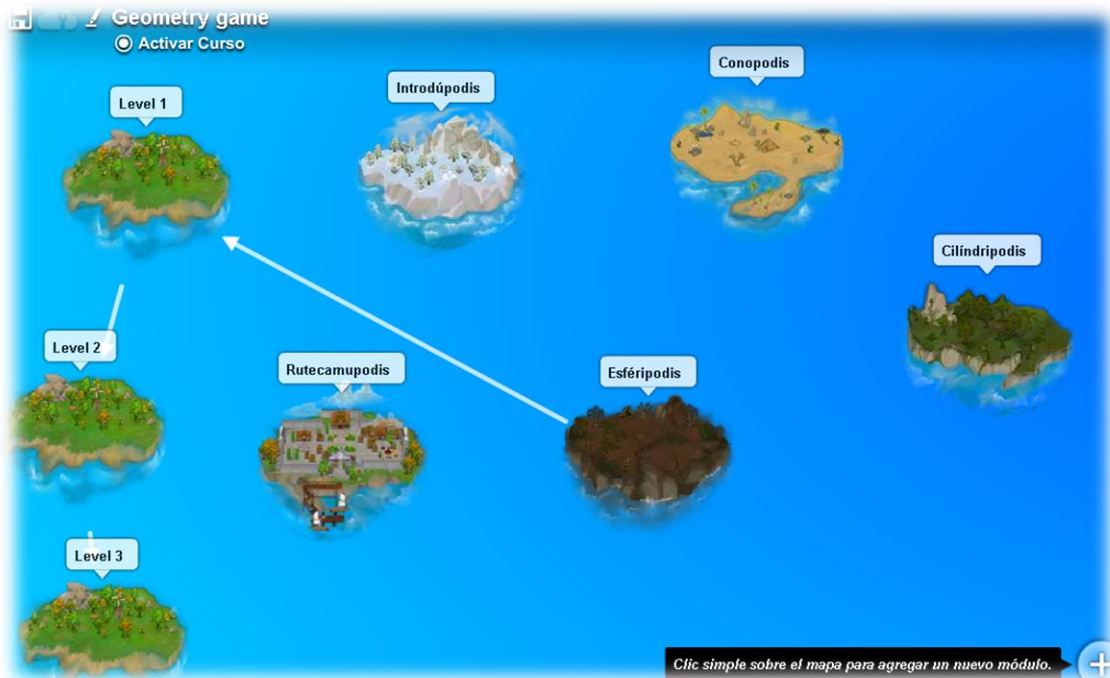 Geometry game
Activar Curso
Conopodis
Introdúpodis
Level 1
Cilíndripodis
Level 2
Rutecamupodis
Esféripodis
Level 3
Clic simple sobre el mapa para agregar un nuevo módulo.